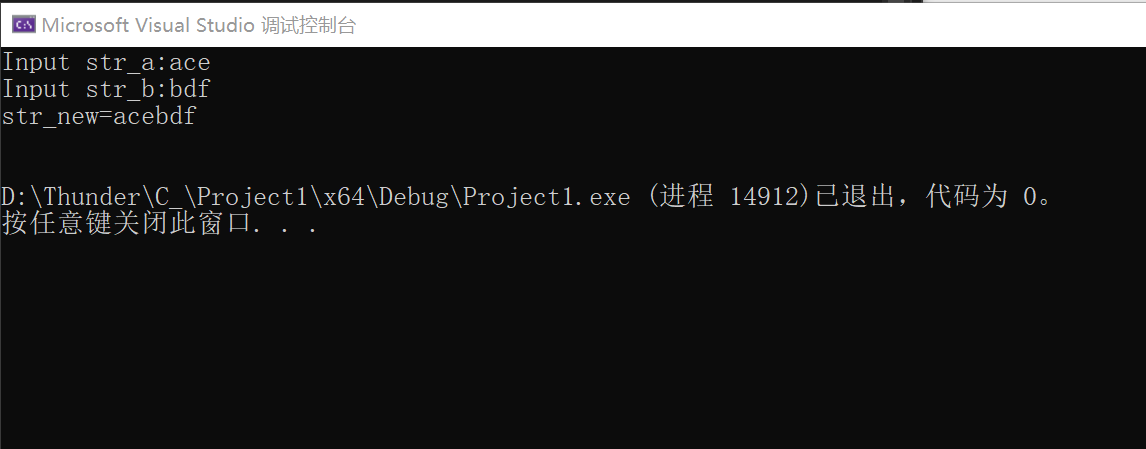 Microsoft Visual Studio 调试控制台
Input str_a:ace
Input str_b:bdf
str_new=acebdf
D:\Thunder\C_\Project1\x64\Debug\Project1.exe (进程 14912)已退出，代码为 0。
按任意键关闭此窗口. . .